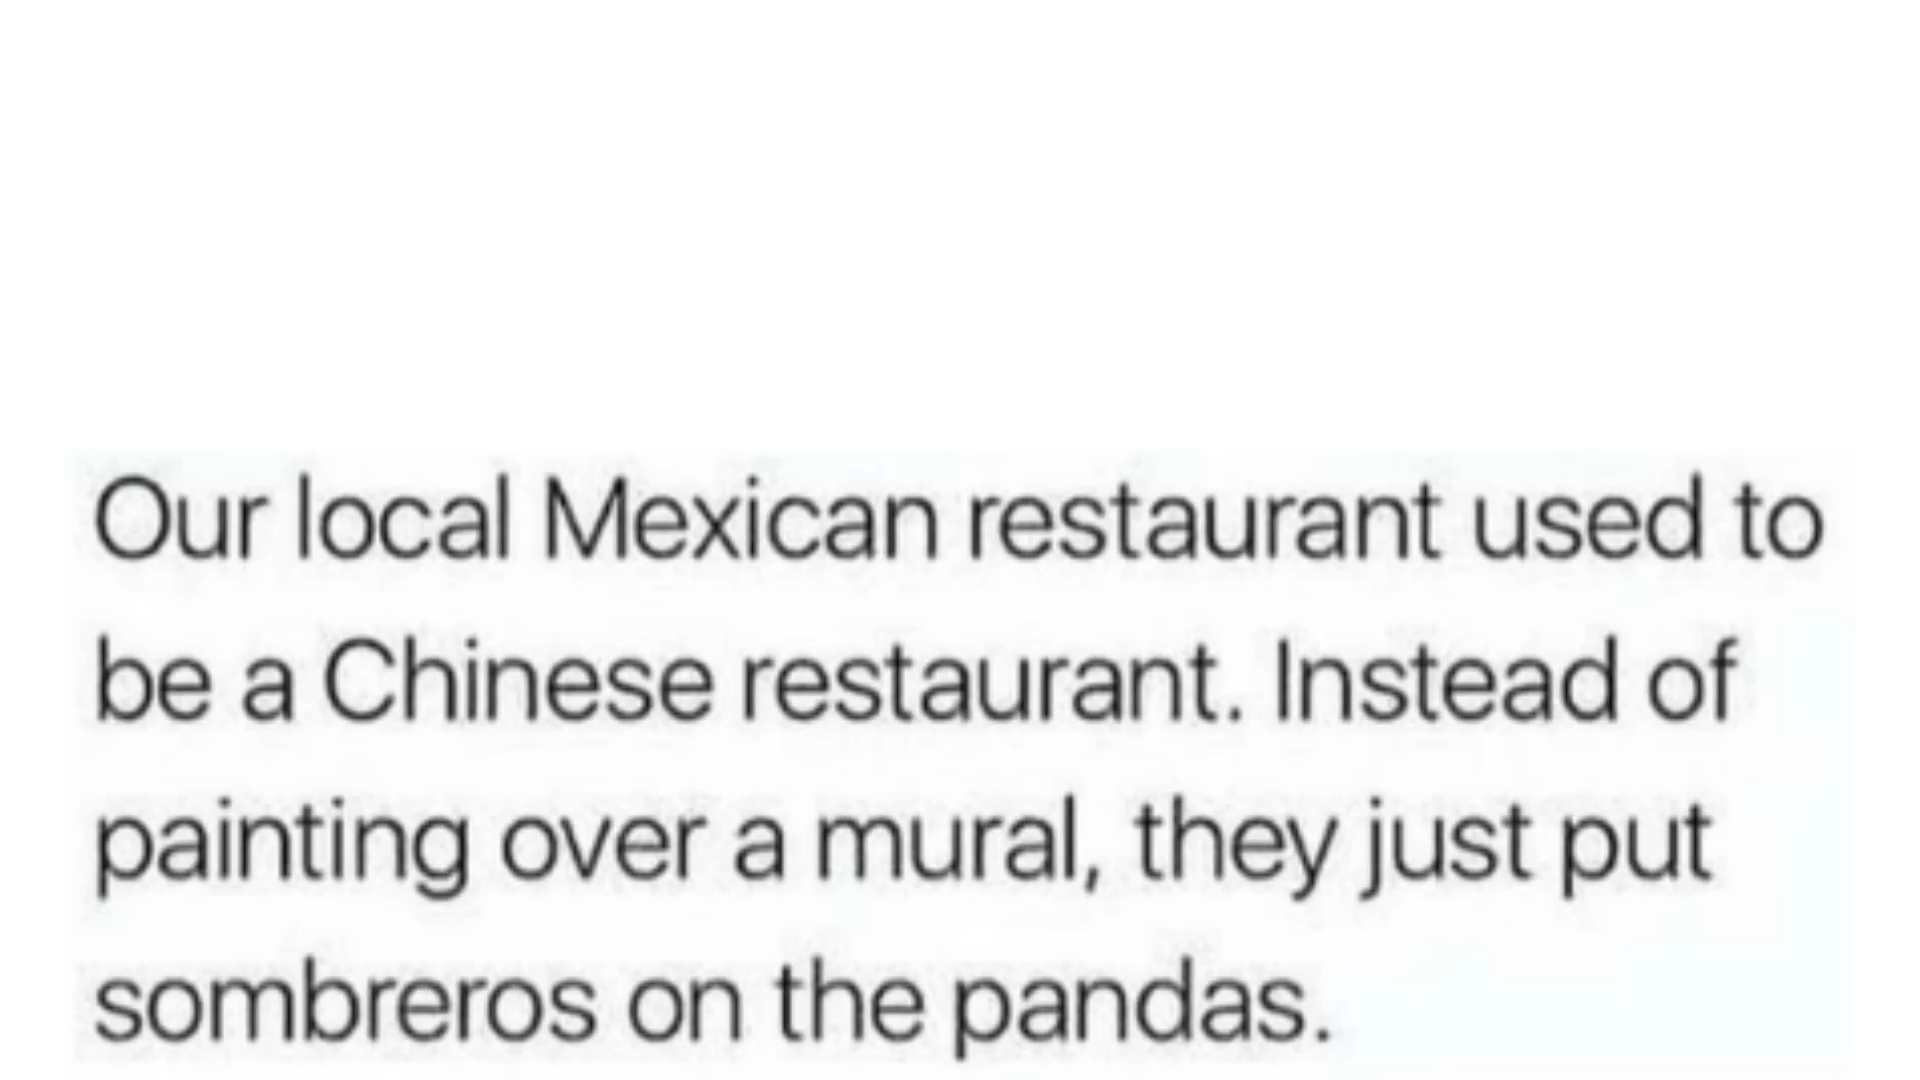 Our local Mexican restaurant used to
be a Chinese restaurant. Instead of
painting over a mural, they just put
sombreros on the pandas.